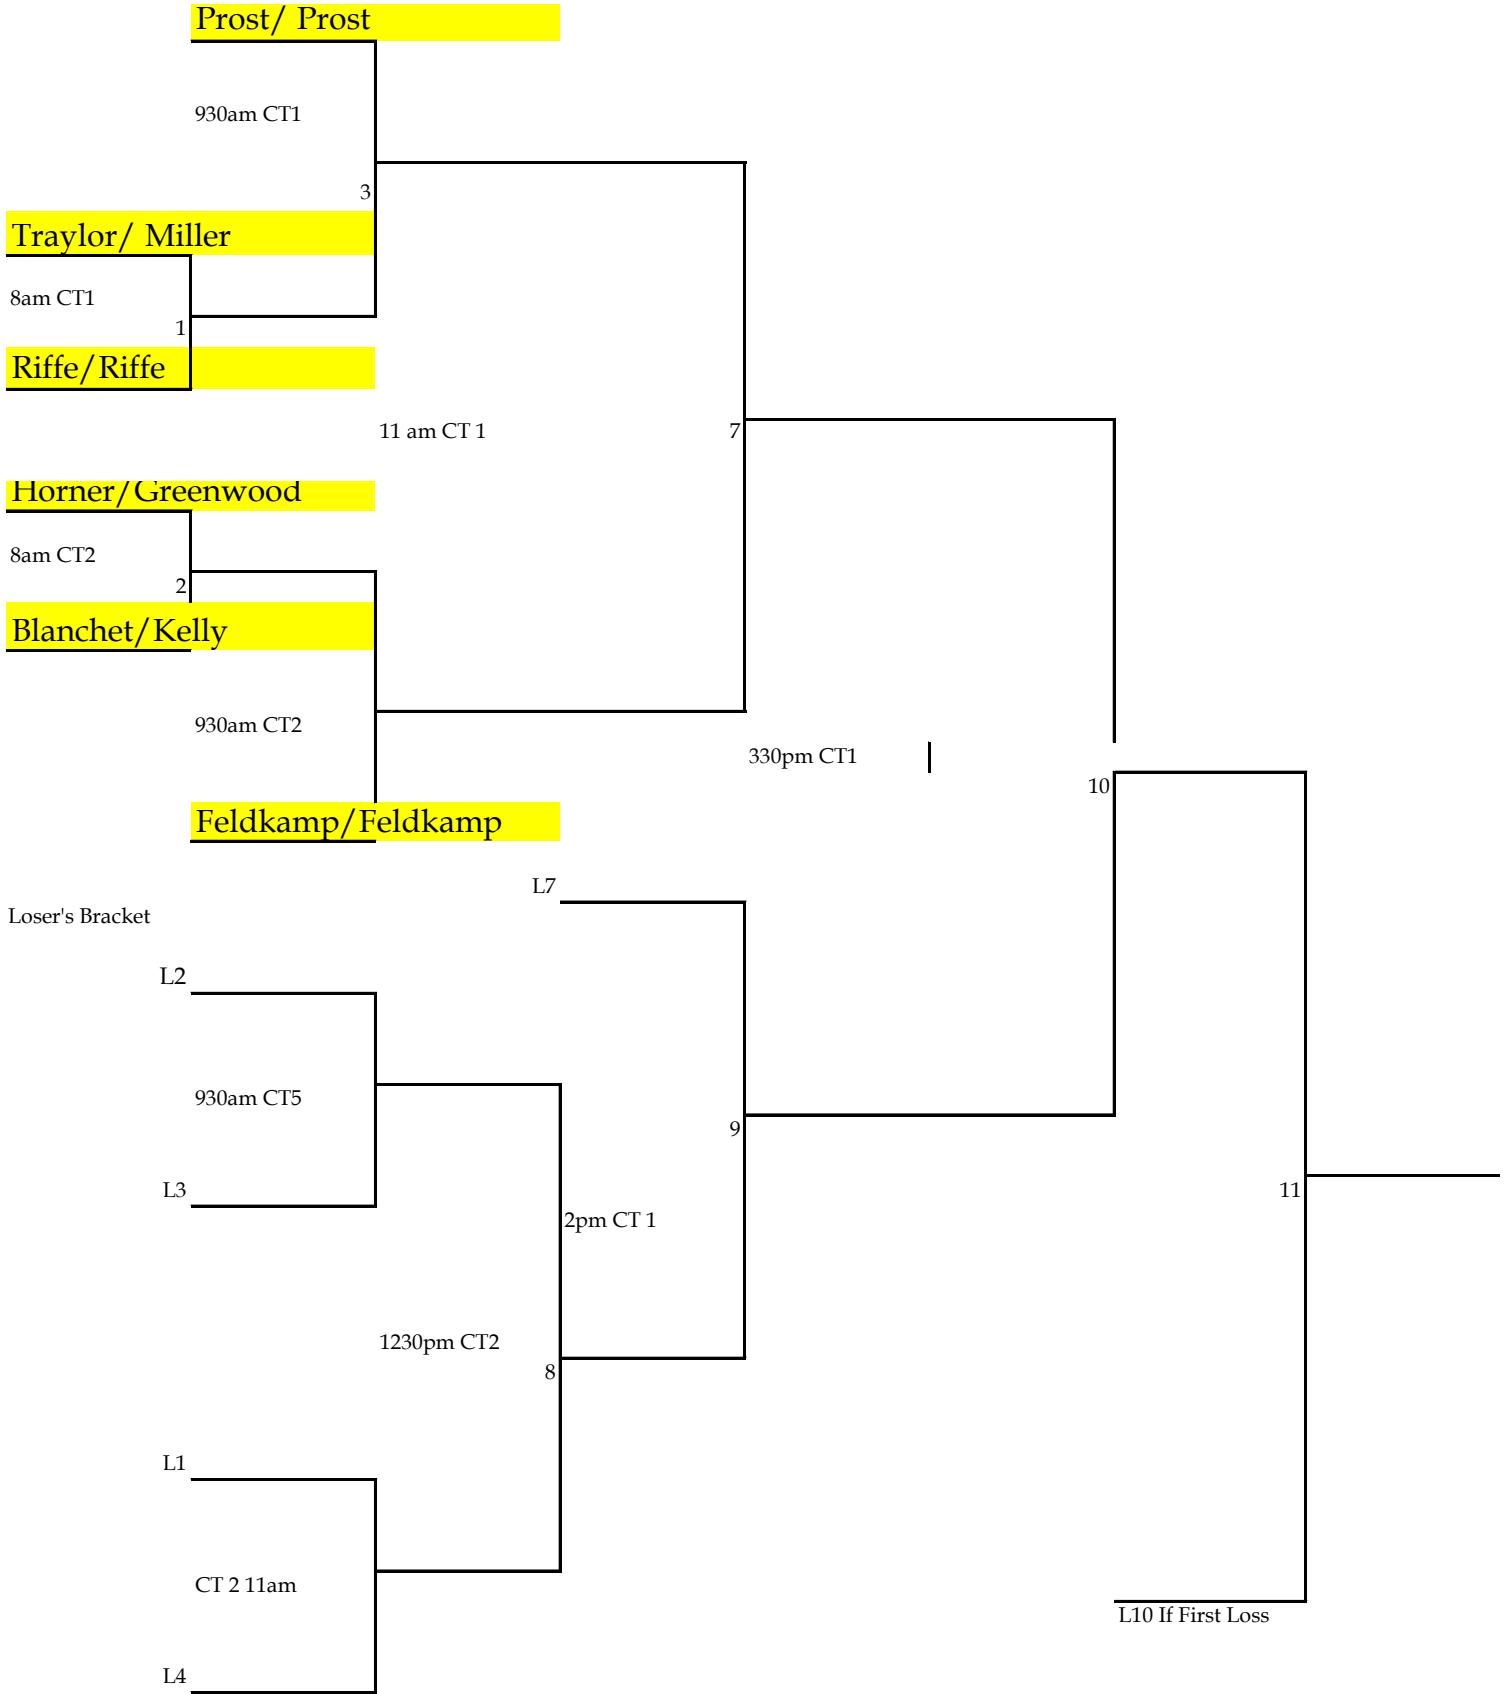 Prost/ Prost
930am CT1
3
Traylor/ Miller
8am CT1
1
Riffe/Riffe
11 am CT 1
7
Horner/Greenwood
8am CT2
2
Blanchet/Kelly
930am CT2
330pm CT1
10
Feldkamp/Feldkamp
L7
Loser's Bracket
L2
930am CT5
9
L3
11
2pm CT 1
1230pm CT2
8
L1
CT 2 11am
L10 If First Loss
L4